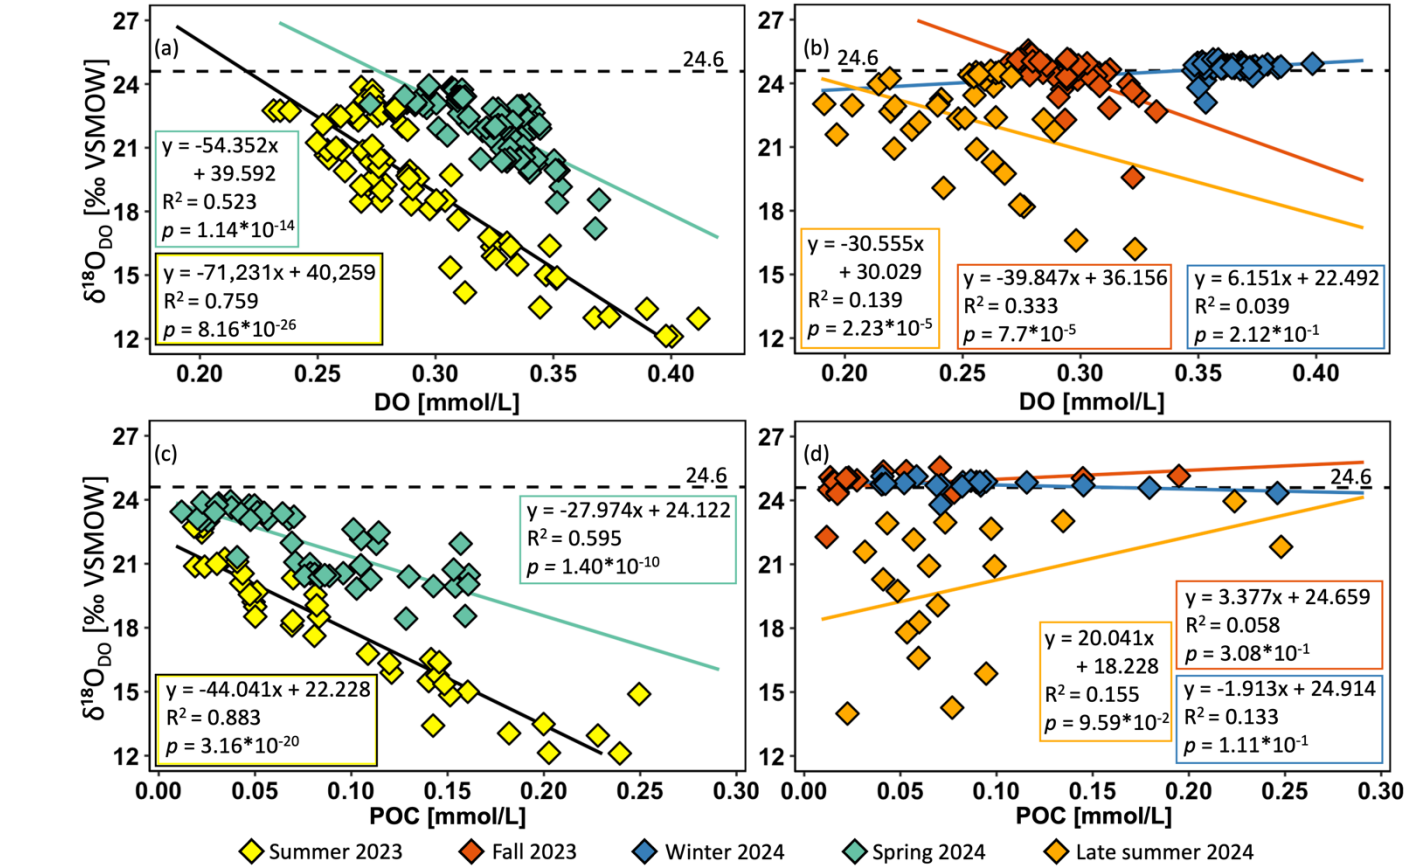 27
24
21
18
15
12
δ¹⁸O_DO [‰ VSMOW]
(a)
24.6
y = -54.352x
+ 39.592
R² = 0.523
p = 1.14*10⁻¹⁴
y = -71,231x + 40,259
R² = 0.759
p = 8.16*10⁻²⁶
0.20 0.25 0.30 0.35 0.40
DO [mmol/L]
27
24
21
18
15
12
(b)
24.6
y = -30.555x
+ 30.029
R² = 0.139
p = 2.23*10⁻⁵
y = -39.847x + 36.156
R² = 0.333
p = 7.7*10⁻⁵
y = 6.151x + 22.492
R² = 0.039
p = 2.12*10⁻¹
0.20 0.25 0.30 0.35 0.40
DO [mmol/L]
27
24
21
18
15
12
δ¹⁸O_DO [‰ VSMOW]
(c)
24.6
y = -27.974x + 24.122
R² = 0.595
p = 1.40*10⁻¹⁰
y = -44.041x + 22.228
R² = 0.883
p = 3.16*10⁻²⁰
0.00 0.05 0.10 0.15 0.20 0.25 0.30
POC [mmol/L]
27
24
21
18
15
12
(d)
24.6
y = 20.041x
+ 18.228
R² = 0.155
p = 9.59*10⁻²
y = 3.377x + 24.659
R² = 0.058
p = 3.08*10⁻¹
y = -1.913x + 24.914
R² = 0.133
p = 1.11*10⁻¹
0.00 0.05 0.10 0.15 0.20 0.25 0.30
POC [mmol/L]
Summer 2023 Fall 2023 Winter 2024 Spring 2024 Late summer 2024